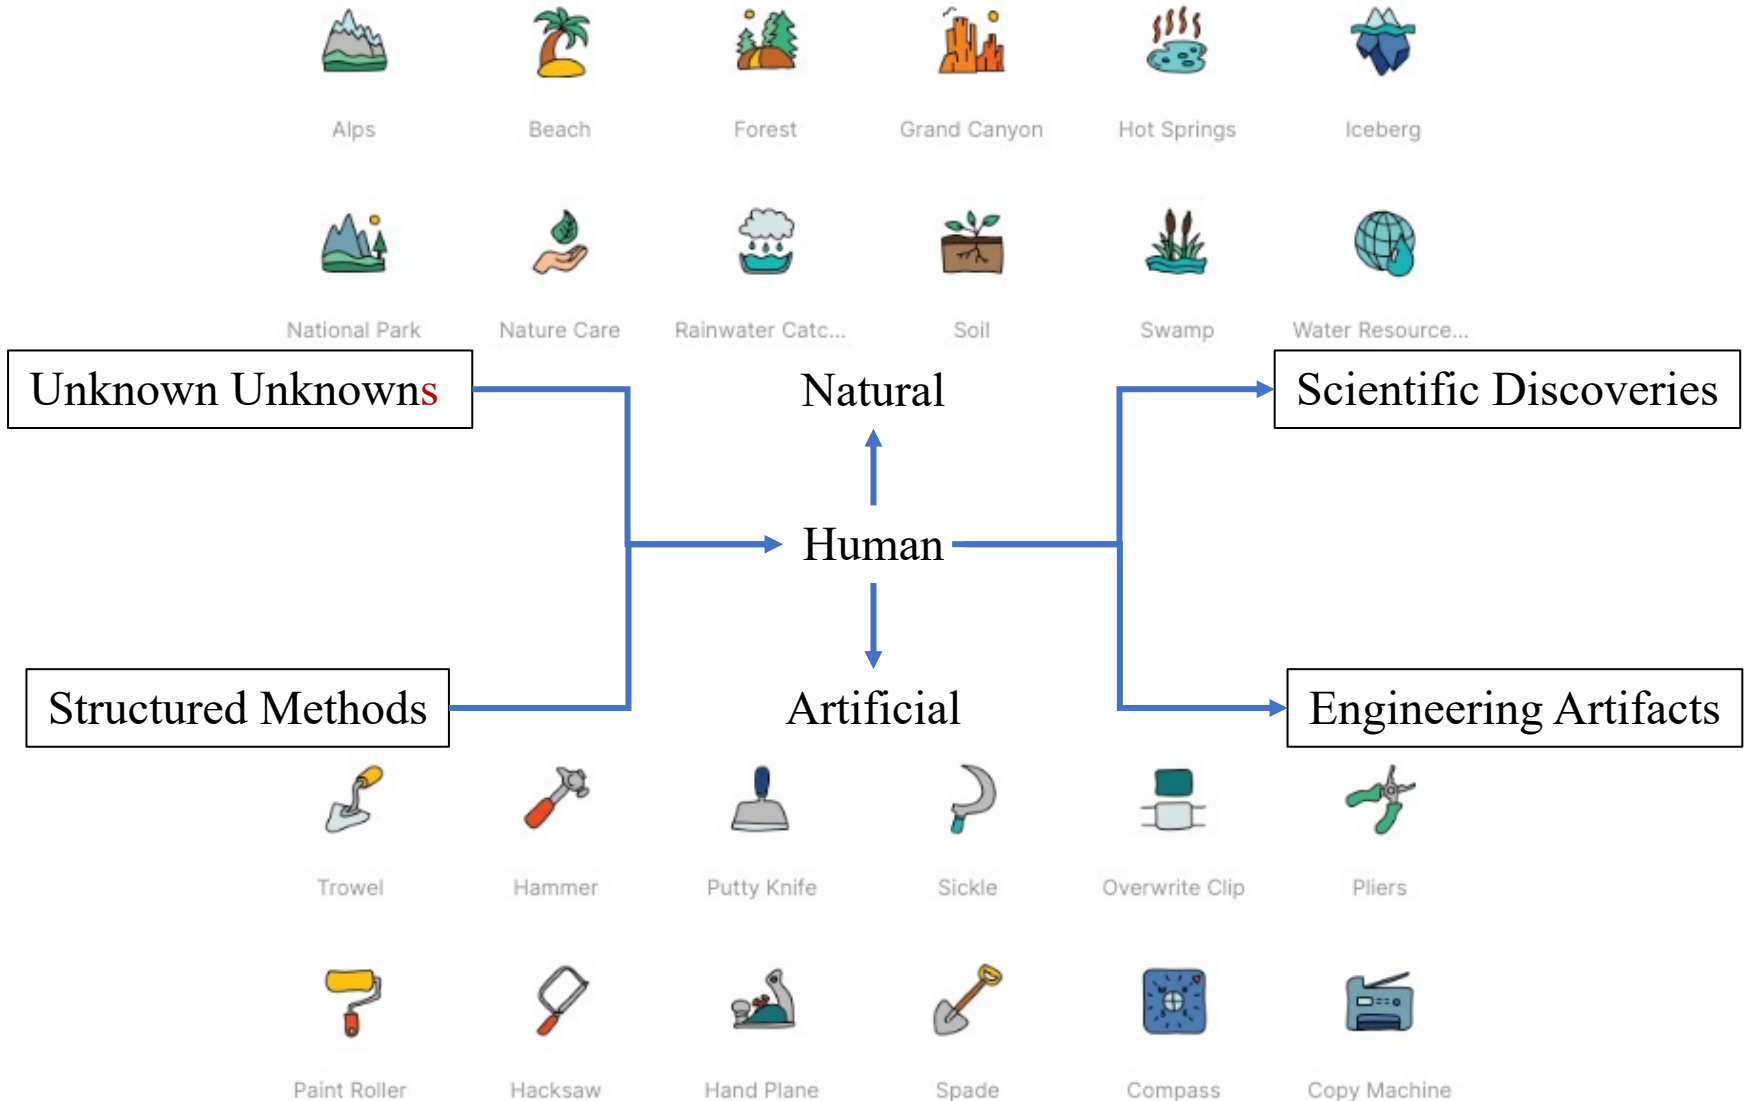 Alps Beach Forest Grand Canyon Hot Springs Iceberg
National Park Nature Care Rainwater Catc... Soil Swamp Water Resource...
Unknown Unknowns Natural Scientific Discoveries
Human
Structured Methods Artificial Engineering Artifacts
Trowel Hammer Putty Knife Sickle Overwrite Clip Pliers
Paint Roller Hacksaw Hand Plane Spade Compass Copy Machine